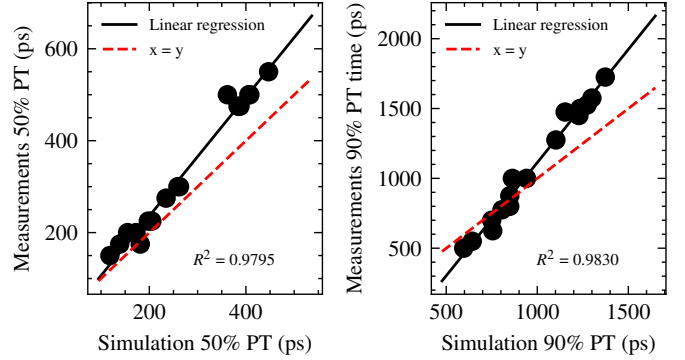 Measurements 50% PT (ps)
600
400
200
Linear regression
x = y
R² = 0.9795
200
400
Simulation 50% PT (ps)
Measurements 90% PT time (ps)
2000
1500
1000
500
Linear regression
x = y
R² = 0.9830
500
1000
1500
Simulation 90% PT (ps)